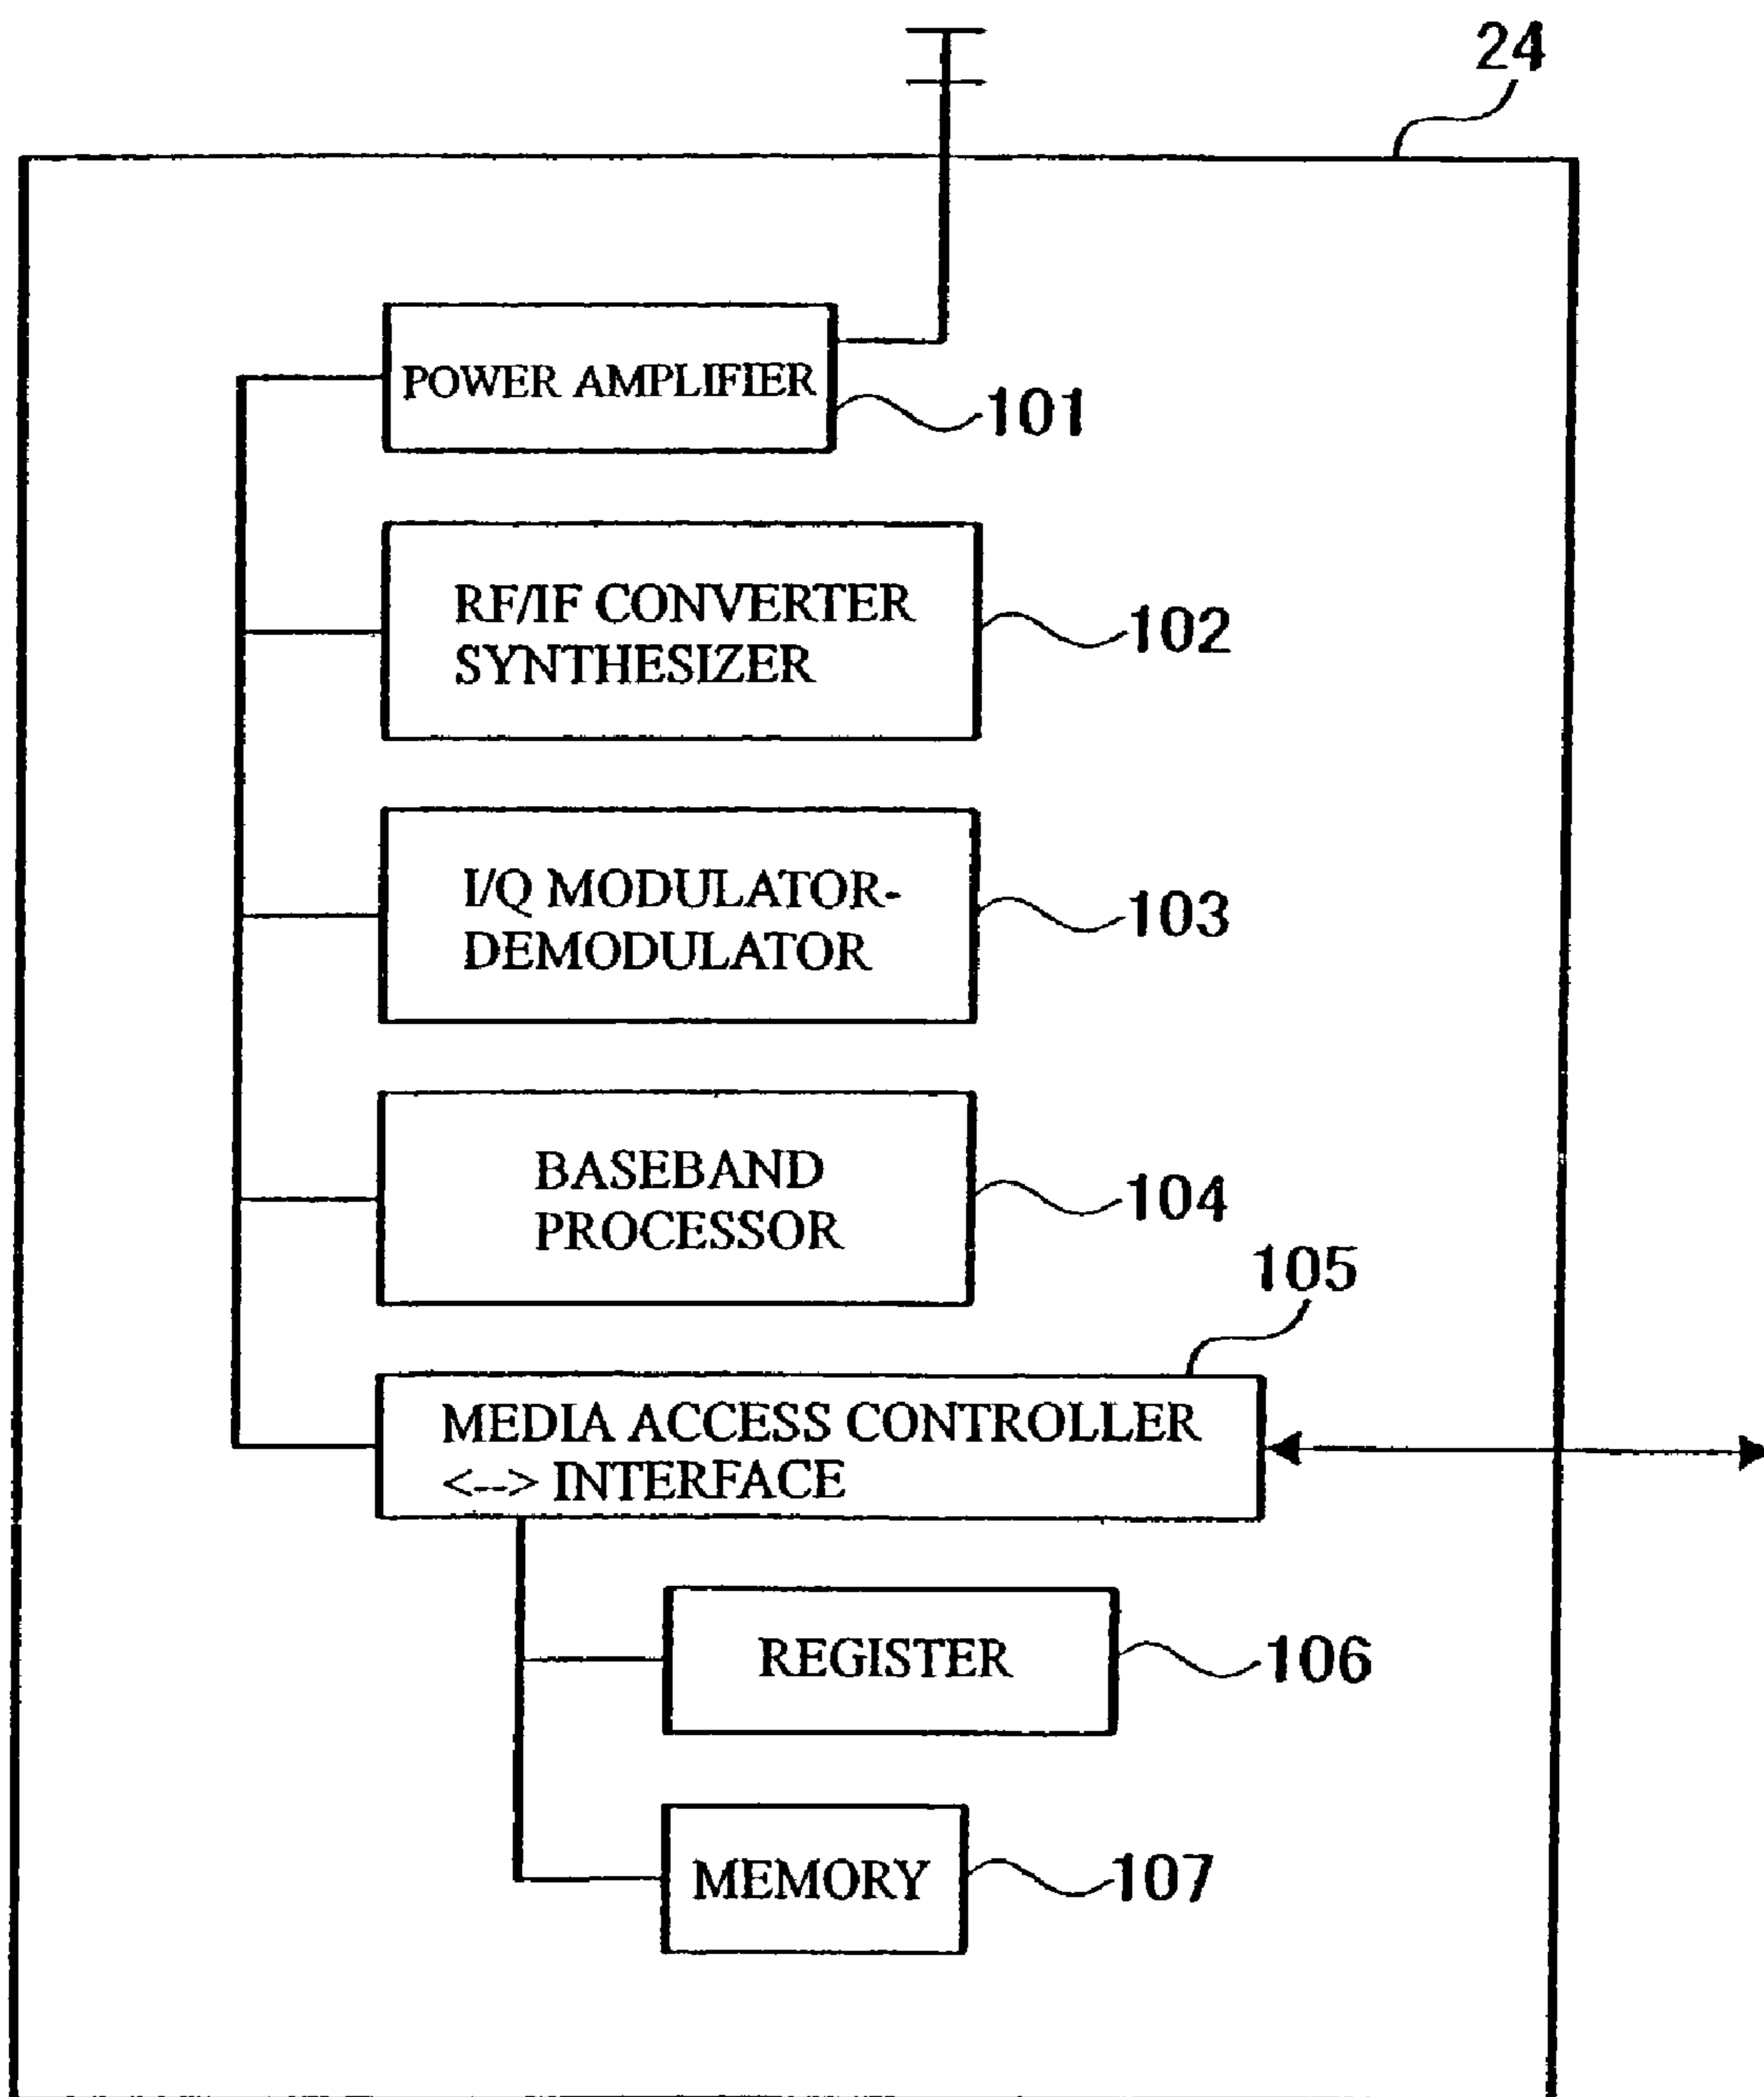 24
POWER AMPLIFIER
101
RF/IF CONVERTER
SYNTHESIZER
102
I/Q MODULATOR-
DEMODULATOR
103
BASEBAND
PROCESSOR
104
105
MEDIA ACCESS CONTROLLER
<--> INTERFACE
REGISTER
106
MEMORY
107